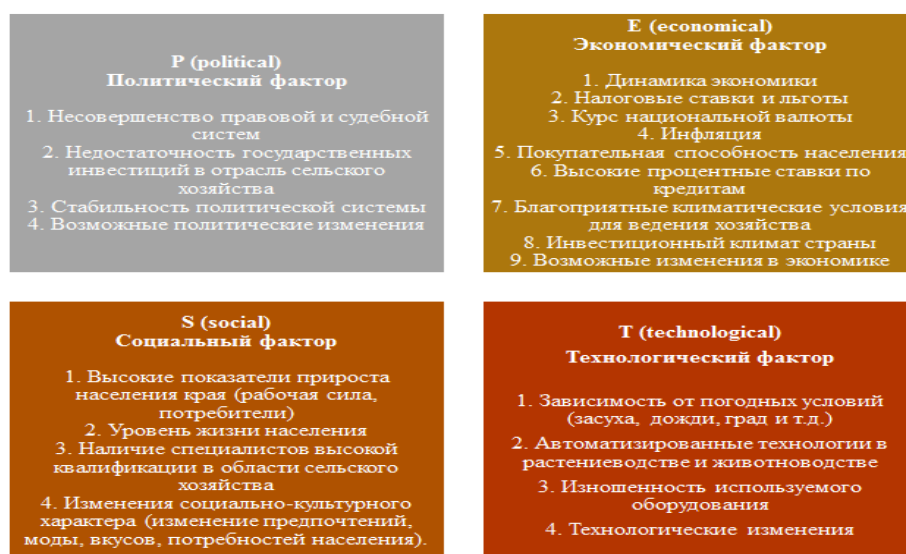 P (political)
Политический фактор
1. Несовершенство правовой и судебной
систем
2. Недостаточность государственных
инвестиций в отрасль сельского
хозяйства
3. Стабильность политической системы
4. Возможные политические изменения
E (economical)
Экономический фактор
1. Динамика экономики
2. Налоговые ставки и льготы
3. Курс национальной валюты
4. Инфляция
5. Покупательная способность населения
6. Высокие процентные ставки по
кредитам
7. Благоприятные климатические условия
для ведения хозяйства
8. Инвестиционный климат страны
9. Возможные изменения в экономике
S (social)
Социальный фактор
1. Высокие показатели прироста
населения края (рабочая сила,
потребители)
2. Уровень жизни населения
3. Наличие специалистов высокой
квалификации в области сельского
хозяйства
4. Изменения социально-культурного
характера (изменение предпочтений,
моды, вкусов, потребностей населения).
T (technological)
Технологический фактор
1. Зависимость от погодных условий
(засуха, дожди, град и т.д.)
2. Автоматизированные технологии в
растениеводстве и животноводстве
3. Изношенность используемого
оборудования
4. Технологические изменения